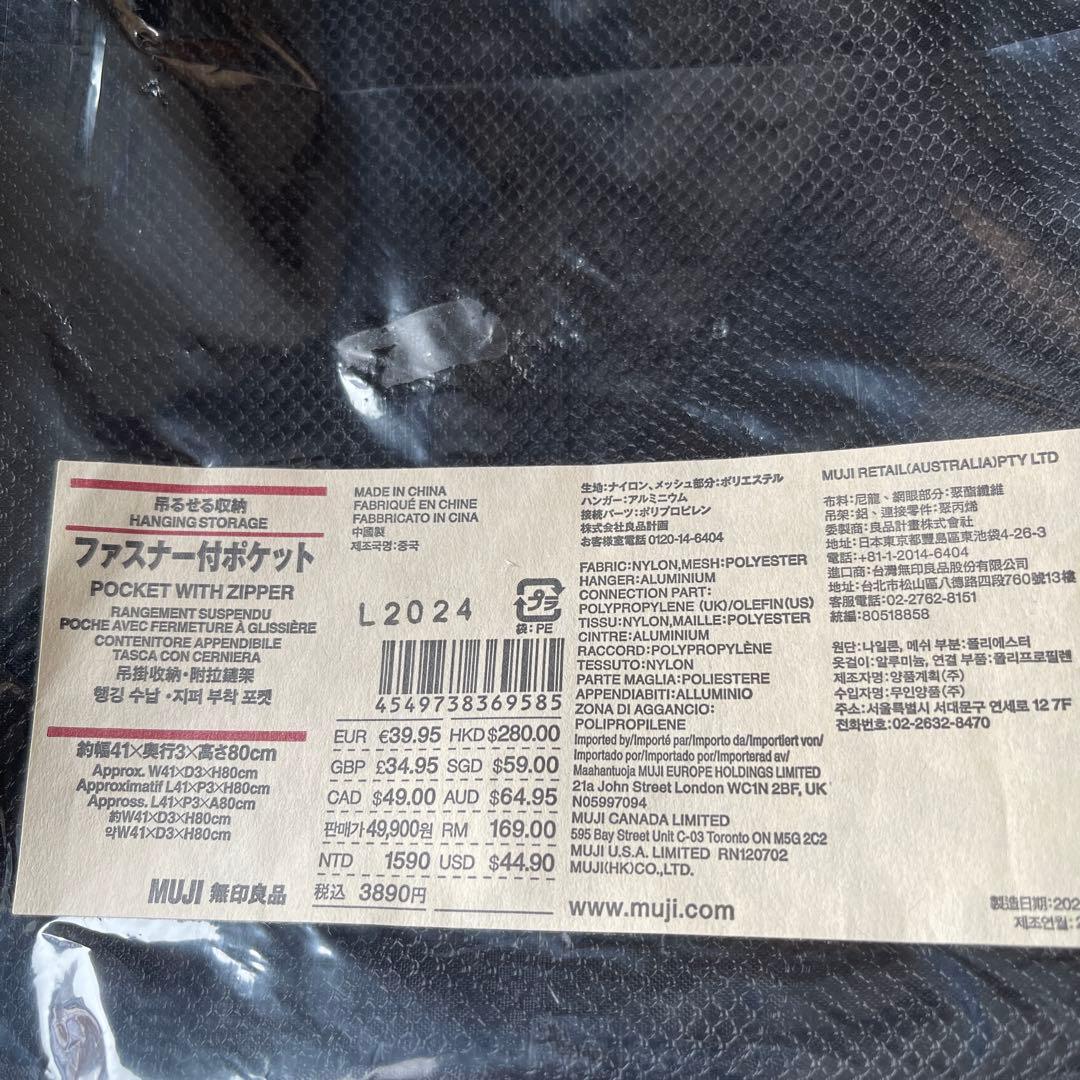 吊るせる収納
HANGING STORAGE
ファスナー付ポケット
POCKET WITH ZIPPER
RANGEMENT SUSPENDU
POCHE AVEC FERMETURE À GLISSIÈRE
CONTENITORE APPENDIBILE
TASCA CON CERNIERA
吊掛收納・附拉鏈架
행깅 수납・지퍼 부착 포켓
約幅41×奥行3×高さ80cm
Approx. W41×D3×H80cm
Approximatif L41×P3×H80cm
Appross. L41×P3×A80cm
約W41×D3×H80cm
약W41×D3×H80cm
MUJI 無印良品
MADE IN CHINA
FABRIQUÉ EN CHINE
FABBRICATO IN CINA
中國製
제조국명:중국
L2024
プラ
袋:PE
4549738369585
EUR €39.95 HKD $280.00
GBP £34.95 SGD $59.00
CAD $49.00 AUD $64.95
판매가 49,900원 RM 169.00
NTD 1590 USD $44.90
税込 3890円
生地:ナイロン、メッシュ部分:ポリエステル
ハンガー:アルミニウム
接続パーツ:ポリプロピレン
株式会社良品計画
お客様室電話 0120-14-6404
FABRIC:NYLON,MESH:POLYESTER
HANGER:ALUMINIUM
CONNECTION PART:
POLYPROPYLENE (UK)/OLEFIN(US)
TISSU:NYLON,MAILLE:POLYESTER
CINTRE:ALUMINIUM
RACCORD:POLYPROPYLÈNE
TESSUTO:NYLON
PARTE MAGLIA:POLIESTERE
APPENDIABITI:ALLUMINIO
ZONA DI AGGANCIO:
POLIPROPILENE
Imported by/Importé par/Importo da/Importiert von/
Importado por/Importado por/Importerad av/
Maahantuoja MUJI EUROPE HOLDINGS LIMITED
21a John Street London WC1N 2BF, UK
N05997094
MUJI CANADA LIMITED
595 Bay Street Unit C-03 Toronto ON M5G 2C2
MUJI U.S.A. LIMITED RN120702
MUJI(HK)CO.,LTD.
www.muji.com
MUJI RETAIL(AUSTRALIA)PTY LTD
布料:尼龍、網眼部分:聚酯纖維
吊架:鋁、連接零件:聚丙烯
委製商:良品計畫株式會社
地址:日本東京都豐島區東池袋4-26-3
電話:+81-1-2014-6404
進口商:台灣無印良品股份有限公司
地址:台北市松山區八德路四段760號13樓
客服電話:02-2762-8151
統編:80518858
원단:나일론, 메쉬 부분:폴리에스터
옷걸이:알루미늄, 연결 부품:폴리프로필렌
제조자명:양품계획(주)
수입자명:무인양품(주)
주소:서울특별시 서대문구 연세로 12 7F
전화번호:02-2632-8470
製造日期:202
제조연월:2